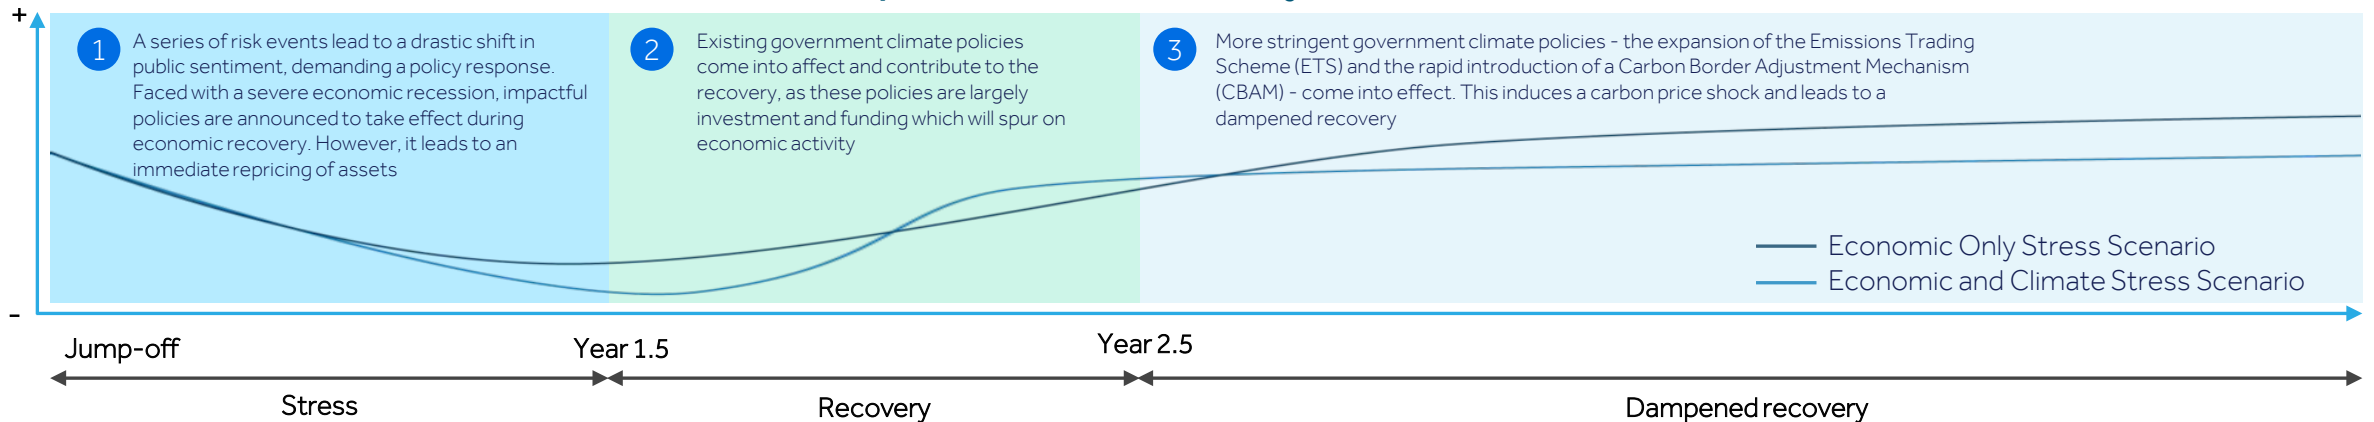 +
1
A series of risk events lead to a drastic shift in
public sentiment, demanding a policy response.
Faced with a severe economic recession, impactful
policies are announced to take effect during
economic recovery. However, it leads to an
immediate repricing of assets
2
Existing government climate policies
come into affect and contribute to the
recovery, as these policies are largely
investment and funding which will spur on
economic activity
3
More stringent government climate policies - the expansion of the Emissions Trading
Scheme (ETS) and the rapid introduction of a Carbon Border Adjustment Mechanism
(CBAM) - come into effect. This induces a carbon price shock and leads to a
dampened recovery
Economic Only Stress Scenario
Economic and Climate Stress Scenario
-
Jump-off
Year 1.5
Year 2.5
Stress
Recovery
Dampened recovery